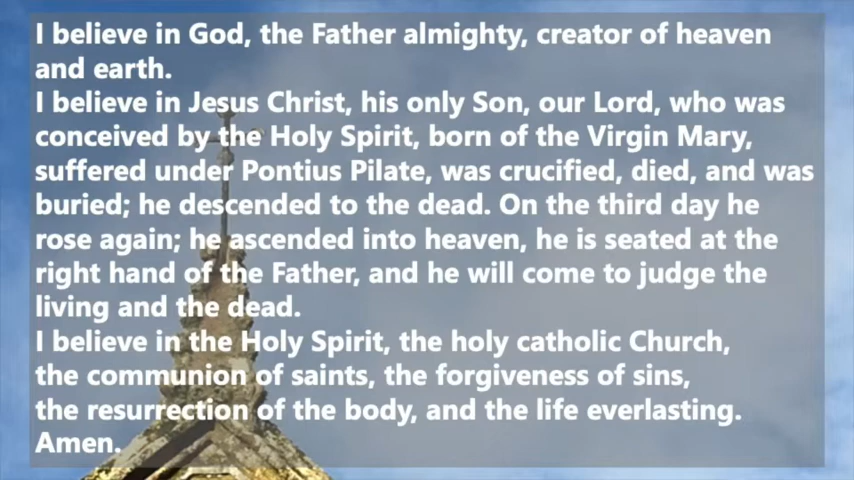 I believe in God, the Father almighty, creator of heaven
and earth.
I believe in Jesus Christ, his only Son, our Lord, who was
conceived by the Holy Spirit, born of the Virgin Mary,
suffered under Pontius Pilate, was crucified, died, and was
buried; he descended to the dead. On the third day he
rose again; he ascended into heaven, he is seated at the
right hand of the Father, and he will come to judge the
living and the dead.
I believe in the Holy Spirit, the holy catholic Church,
the communion of saints, the forgiveness of sins,
the resurrection of the body, and the life everlasting.
Amen.